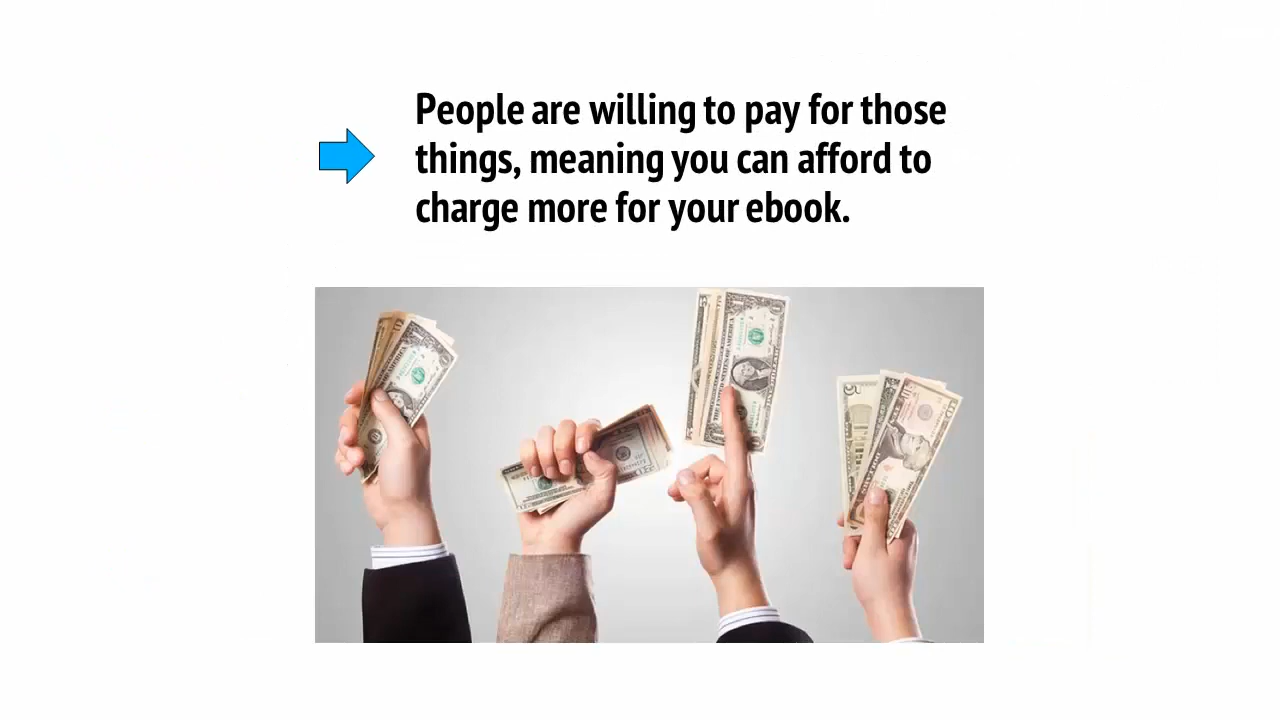 People are willing to pay for those
things, meaning you can afford to
charge more for your ebook.